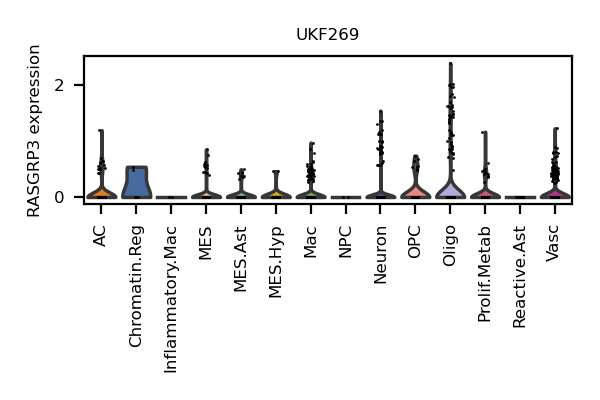 UKF269
RASGRP3 expression
2
0
AC
Chromatin.Reg
Inflammatory.Mac
MES
MES.Ast
MES.Hyp
Mac
NPC
Neuron
OPC
Oligo
Prolif.Metab
Reactive.Ast
Vasc